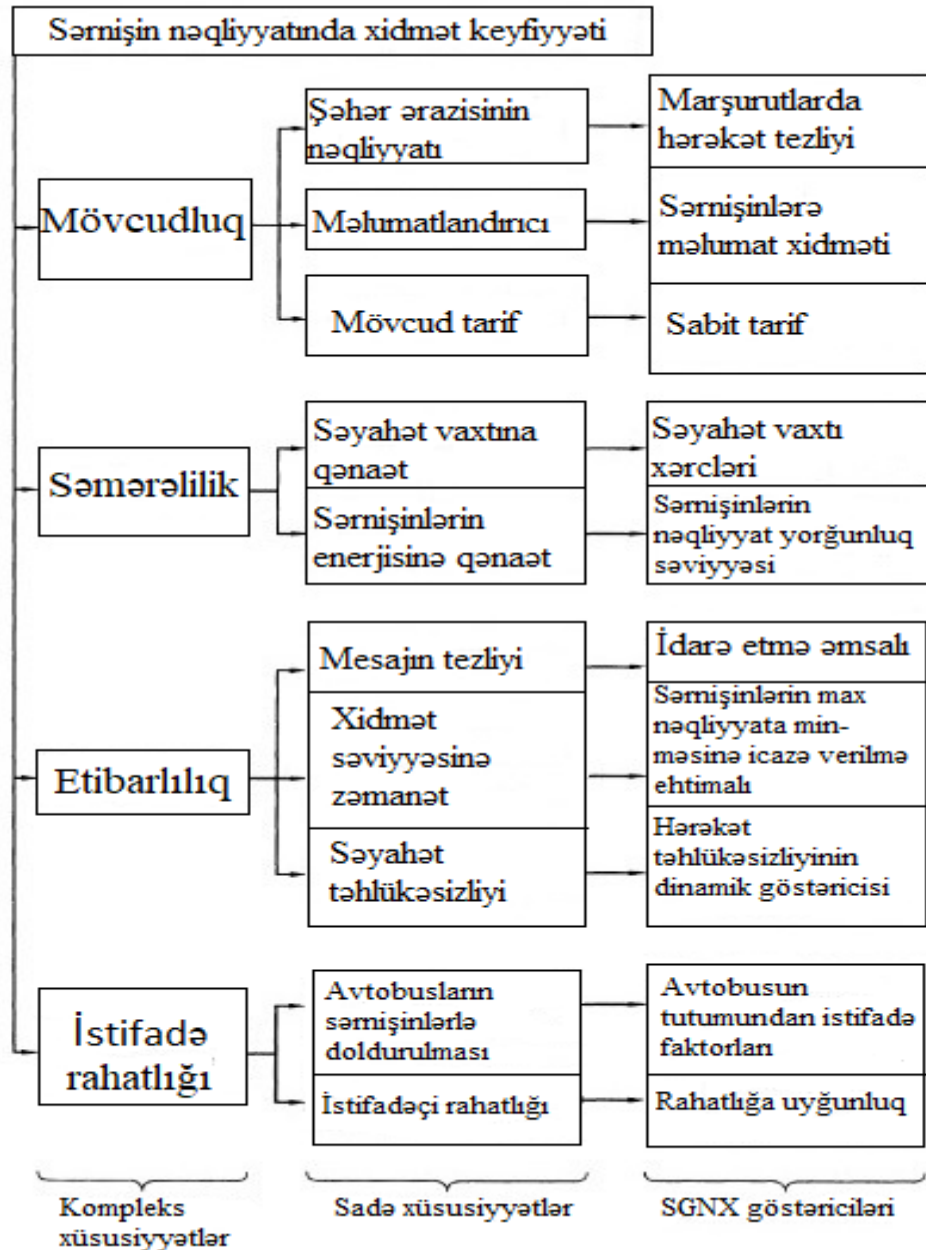 Sərnişin nəqliyyatında xidmət keyfiyyəti
Mövcudluq
Şəhər ərazisinin
nəqliyyatı
Marşurutlarda
hərəkət tezliyi
Məlumatlandırıcı
Sərnişinlərə
məlumat xidməti
Mövcud tarif
Sabit tarif
Səmərəlilik
Səyahət vaxtına
qənaət
Səyahət vaxtı
xərcləri
Sərnişinlərin
enerjisinə qənaət
Sərnişinlərin
nəqliyyat yorğunluq
səviyyəsi
Etibarlılıq
Mesajın tezliyi
İdarə etmə əmsalı
Xidmət
səviyyəsinə
zəmanət
Sərnişinlərin max
nəqliyyata min-
məsinə icazə verilmə
ehtimalı
Səyahət
təhlükəsizliyi
Hərəkət
təhlükəsizliyinin
dinamik göstəricisi
İstifadə
rahatlığı
Avtobusların
sərnişinlərlə
doldurulması
Avtobusun
tutumundan istifadə
faktorları
İstifadəçi rahatlığı
Rahatlığa uyğunluq
Kompleks
xüsusiyyətlər
Sadə xüsusiyyətlər
SGNX göstəriciləri